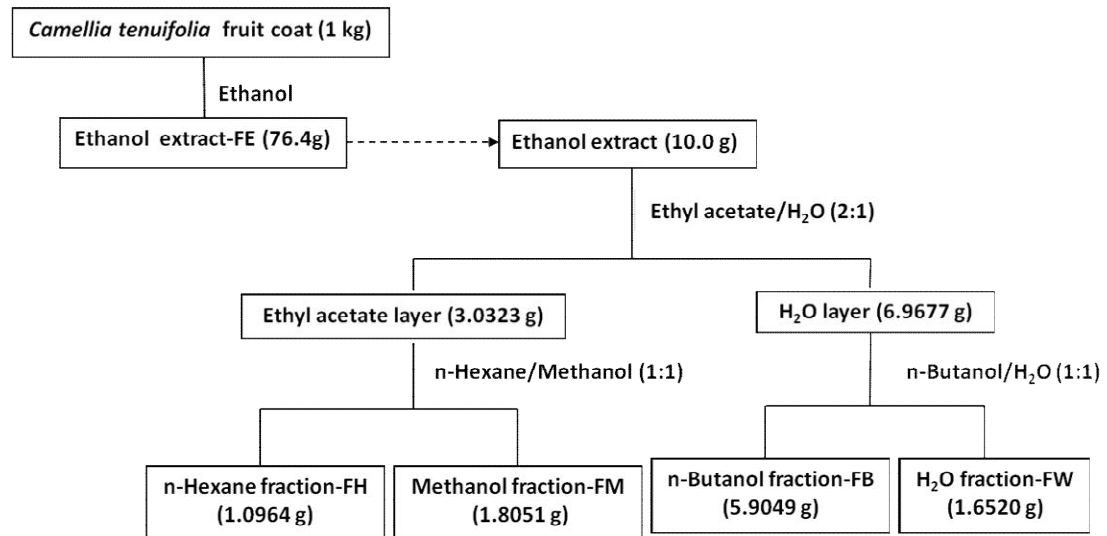 Camellia tenuifolia fruit coat (1 kg)
Ethanol
Ethanol extract-FE (76.4g)
Ethanol extract (10.0 g)
Ethyl acetate/H₂O (2:1)
Ethyl acetate layer (3.0323 g)
H₂O layer (6.9677 g)
n-Hexane/Methanol (1:1)
n-Butanol/H₂O (1:1)
n-Hexane fraction-FH
(1.0964 g)
Methanol fraction-FM
(1.8051 g)
n-Butanol fraction-FB
(5.9049 g)
H₂O fraction-FW
(1.6520 g)